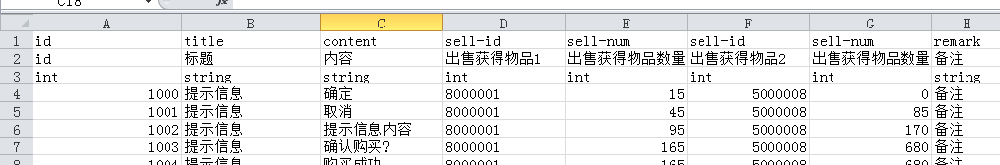 C18
A B C D E F G H
1 id title content sell-id sell-num sell-id sell-num remark
2 id 标题 内容 出售获得物品1 出售获得物品数量 出售获得物品2 出售获得物品数量 备注
3 int string string int int int int string
4 1000 提示信息 确定 8000001 15 5000008 0 备注
5 1001 提示信息 取消 8000001 45 5000008 85 备注
6 1002 提示信息 提示信息内容 8000001 95 5000008 170 备注
7 1003 提示信息 确认购买? 8000001 165 5000008 680 备注
8 1004 提示信息 购买成功 8000001 165 5000008 680 备注